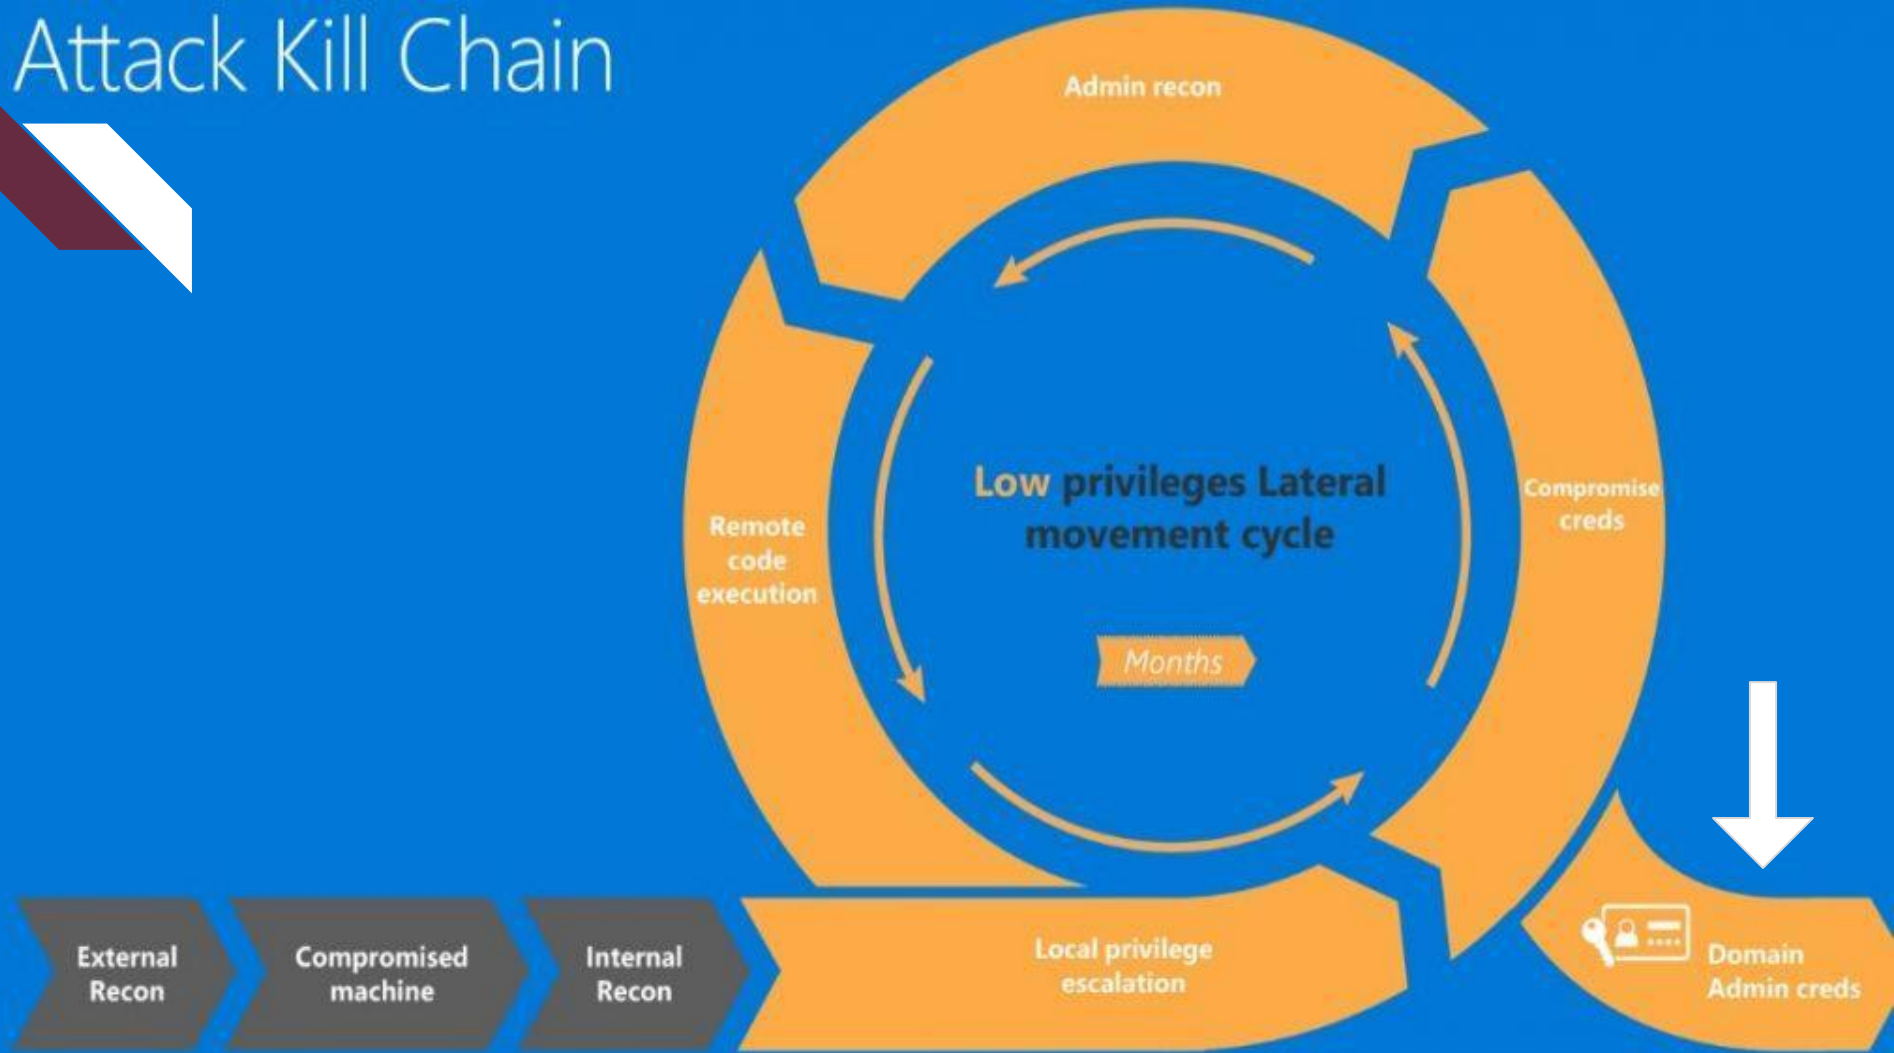 Attack Kill Chain
Admin recon
Low privileges Lateral
movement cycle
Compromise
creds
Remote
code
execution
Months
External
Recon
Compromised
machine
Internal
Recon
Local privilege
escalation
Domain
Admin creds